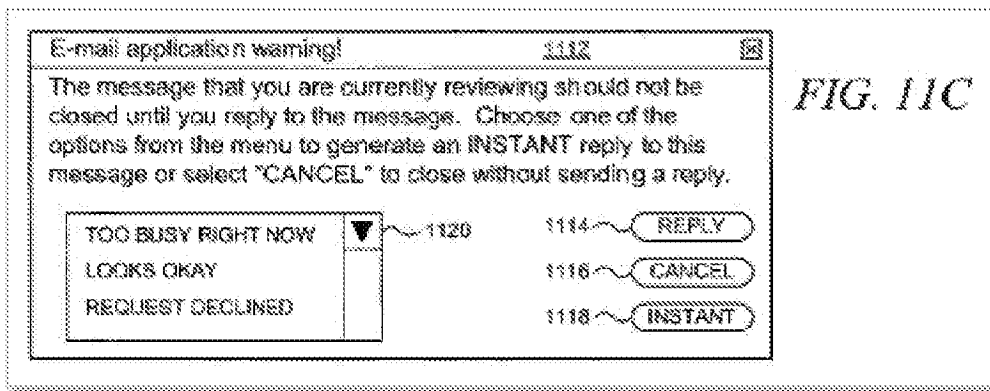 E-mail application warning! 1112
FIG. 11C
The message that you are currently reviewing should not be
closed until you reply to the message. Choose one of the
options from the menu to generate an INSTANT reply to this
message or select "CANCEL" to close without sending a reply.
TOO BUSY RIGHT NOW 1120
LOOKS OKAY
REQUEST DECLINED
1114 REPLY
1116 CANCEL
1118 INSTANT